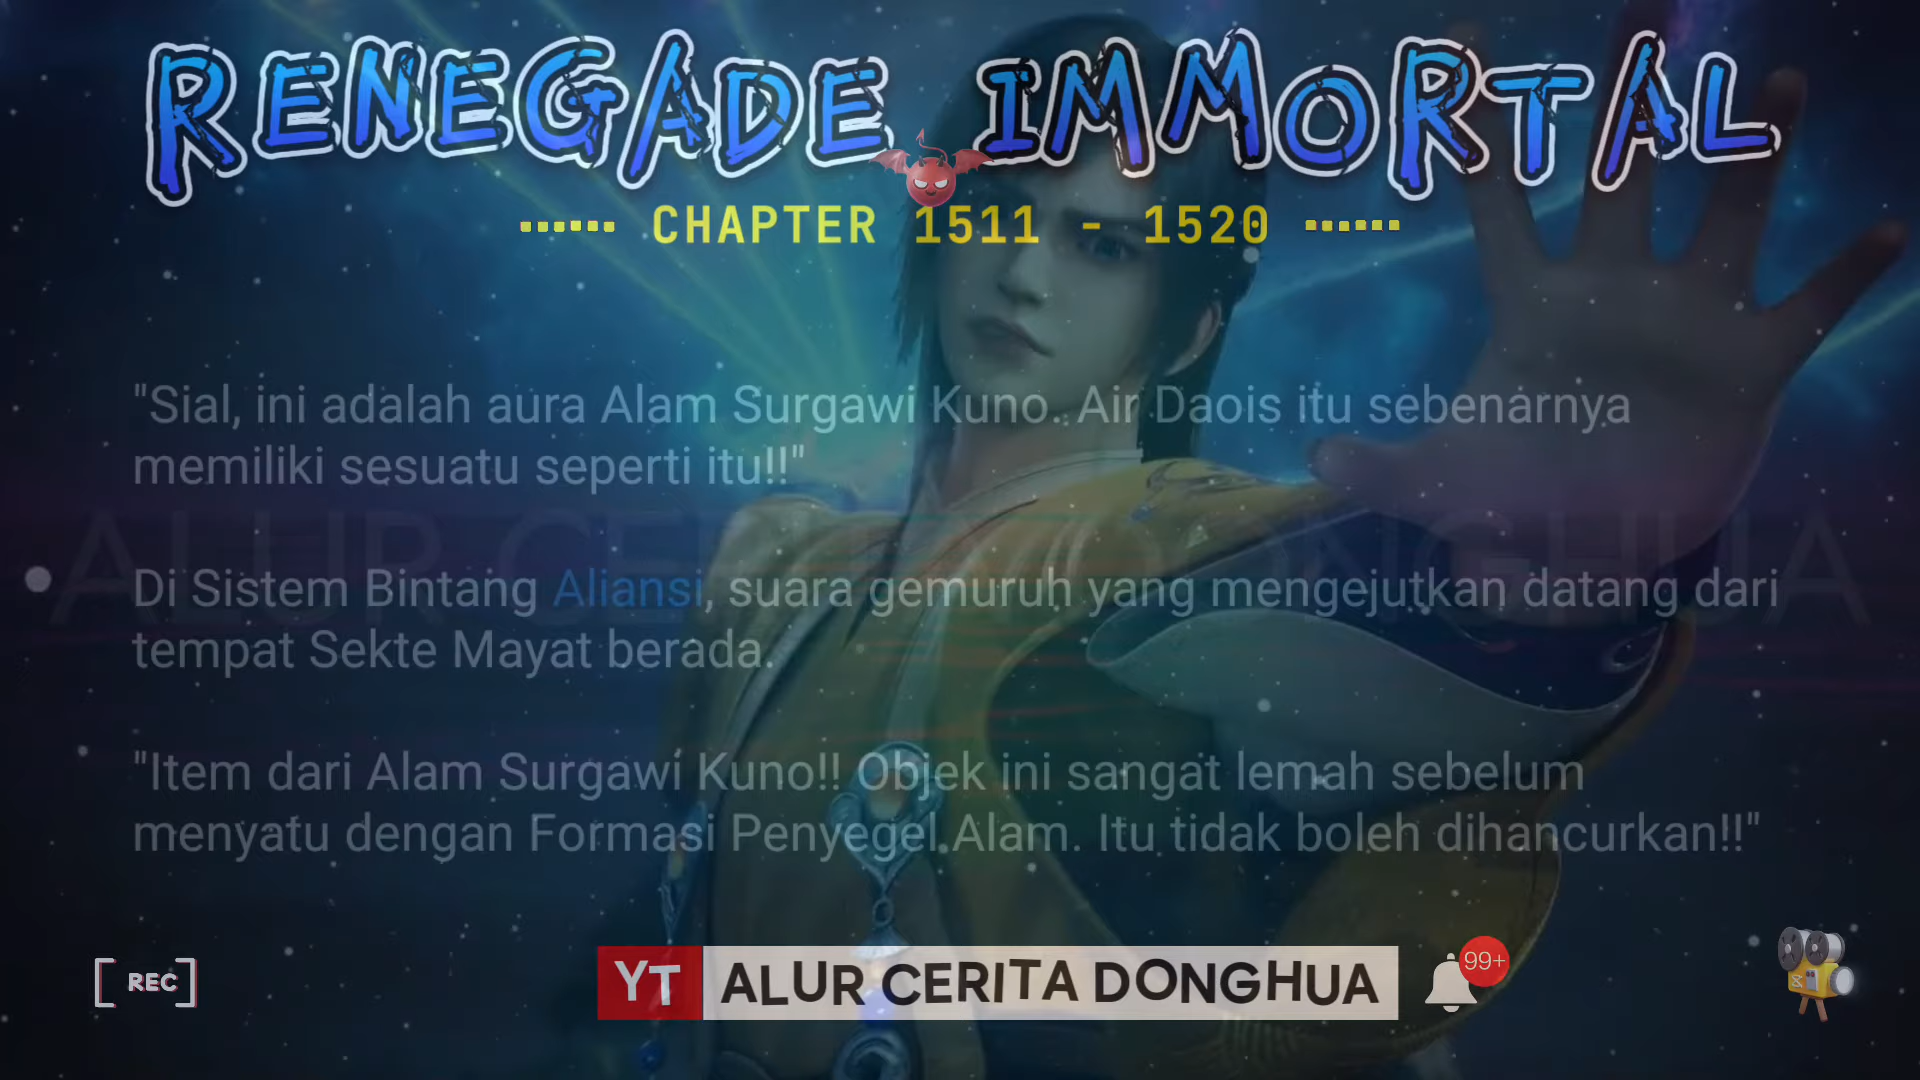 RENEGADE IMMORTAL
CHAPTER 1511 - 1520
"Sial, ini adalah aura Alam Surgawi Kuno. Air Daois itu sebenarnya
memiliki sesuatu seperti itu!!"
ALUR CERITA DONGHUA
Di Sistem Bintang Aliansi, suara gemuruh yang mengejutkan datang dari
tempat Sekte Mayat berada.
"Item dari Alam Surgawi Kuno!! Objek ini sangat lemah sebelum
menyatu dengan Formasi Penyegel Alam. Itu tidak boleh dihancurkan!!"
[ REC ]
YT ALUR CERITA DONGHUA
99+